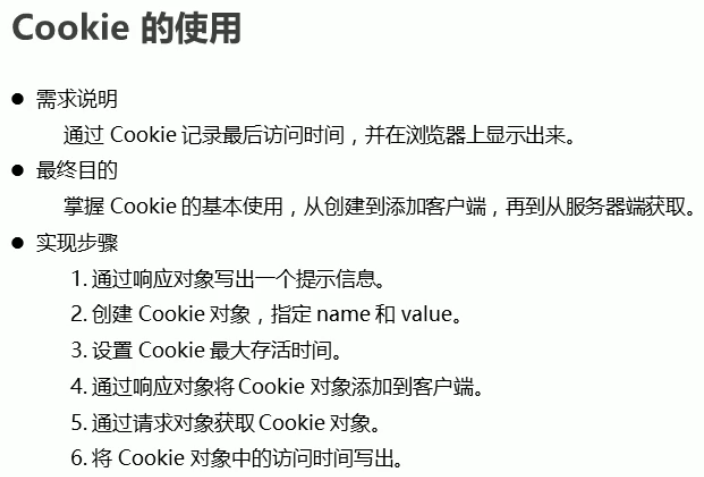 Cookie 的使用
● 需求说明
通过 Cookie 记录最后访问时间，并在浏览器上显示出来。
● 最终目的
掌握 Cookie 的基本使用，从创建到添加客户端，再到从服务器端获取。
● 实现步骤
1. 通过响应对象写出一个提示信息。
2. 创建 Cookie 对象，指定 name 和 value。
3. 设置 Cookie 最大存活时间。
4. 通过响应对象将 Cookie 对象添加到客户端。
5. 通过请求对象获取 Cookie 对象。
6. 将 Cookie 对象中的访问时间写出。